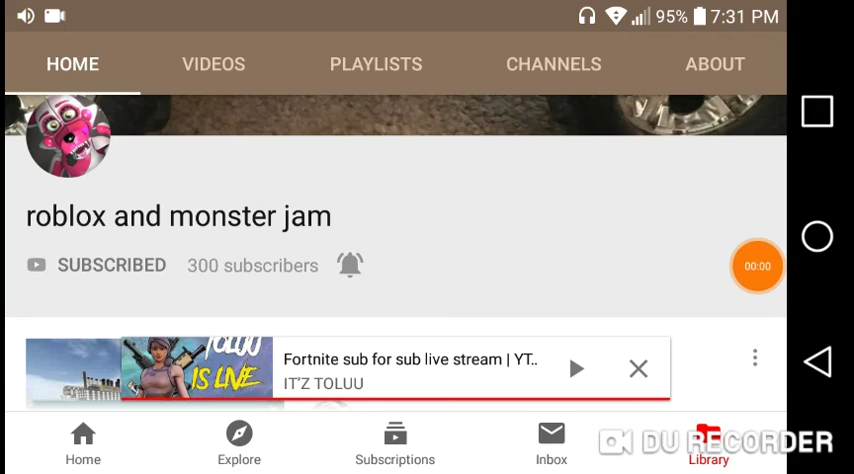 95% 7:31 PM
HOME VIDEOS PLAYLISTS CHANNELS ABOUT
roblox and monster jam
SUBSCRIBED 300 subscribers
00:00
TOLUU
IS LIVE
Fortnite sub for sub live stream | YT..
IT'Z TOLUU
Home Explore Subscriptions Inbox Library
DU RECORDER